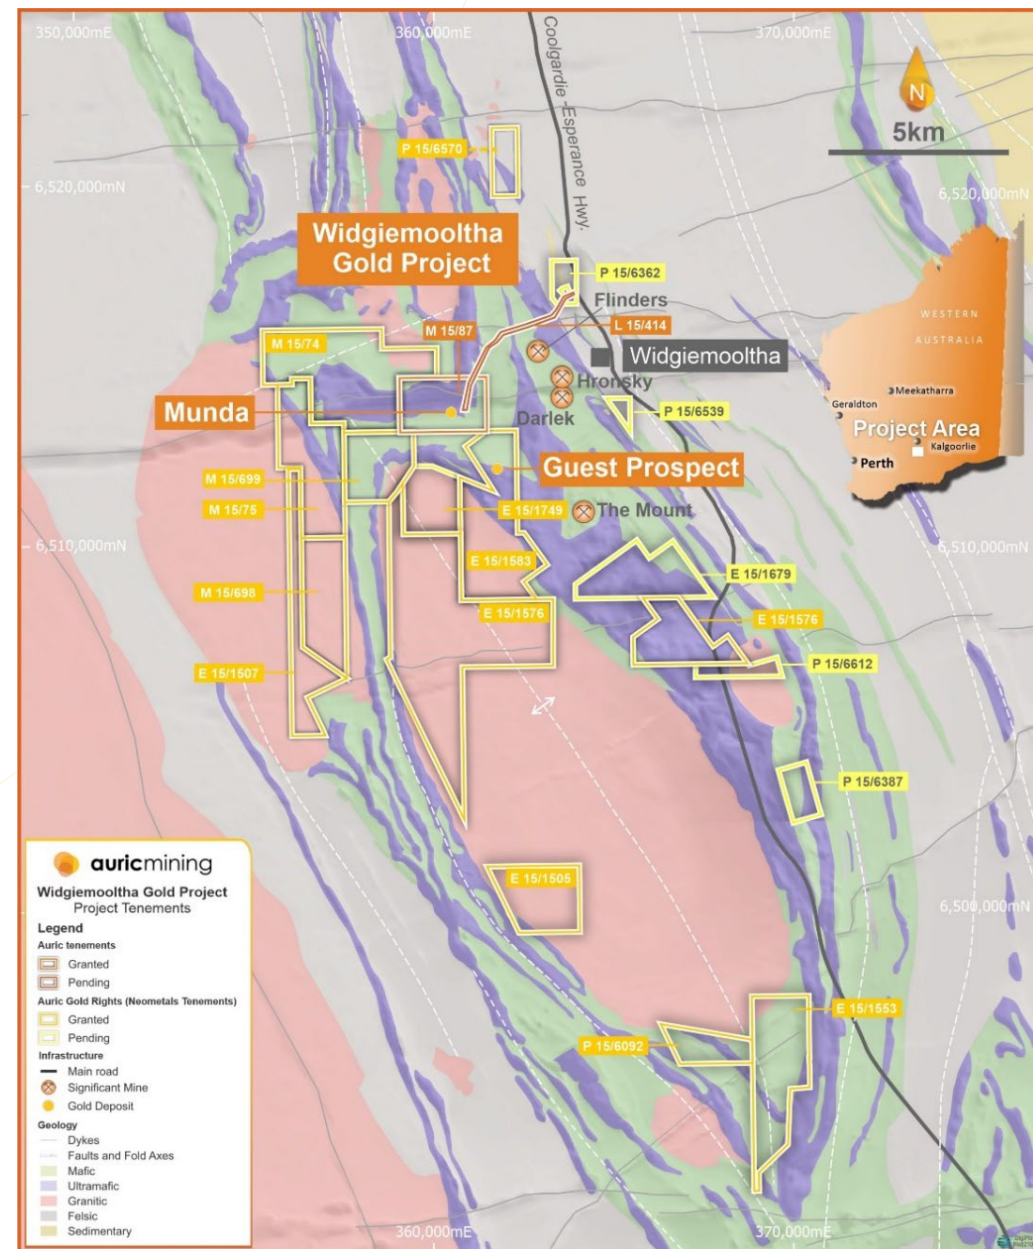 350,000mE
360,000mE
370,000mE
Coolgardie-Esperance Hwy.
N
5km
P 15/6570
6,520,000mN
6,520,000mN
Widgiemooltha
Gold Project
P 15/6362
Flinders
M 15/87
L 15/414
M 15/74
Widgiemooltha
Hronsky
Munda
Darlek
P 15/6539
WESTERN
AUSTRALIA
Meekatharra
Geraldton
Project Area
Kalgoorlie
Perth
Guest Prospect
M 15/699
M 15/75
E 15/1749
The Mount
6,510,000mN
6,510,000mN
E 15/1583
E 15/1679
M 15/698
E 15/1576
E 15/1576
E 15/1507
P 15/6612
P 15/6387
E 15/1505
6,500,000mN
E 15/1553
P 15/6092
auricmining
Widgiemooltha Gold Project
Project Tenements
Legend
Auric tenements
Granted
Pending
Auric Gold Rights (Neometals Tenements)
Granted
Pending
Infrastructure
Main road
Significant Mine
Gold Deposit
Geology
Dykes
Faults and Fold Axes
Mafic
Ultramafic
Granitic
Felsic
Sedimentary
360,000mE
370,000mE